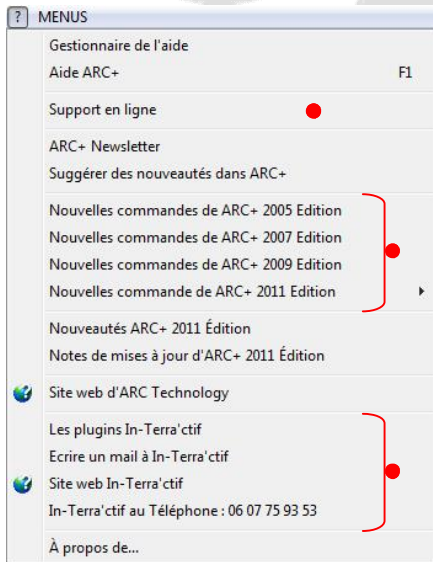 ? MENUS
Gestionnaire de l'aide
Aide ARC+ F1
Support en ligne
ARC+ Newsletter
Suggérer des nouveautés dans ARC+
Nouvelles commandes de ARC+ 2005 Edition
Nouvelles commandes de ARC+ 2007 Edition
Nouvelles commandes de ARC+ 2009 Edition
Nouvelles commande de ARC+ 2011 Edition
Nouveautés ARC+ 2011 Édition
Notes de mises à jour d'ARC+ 2011 Édition
Site web d'ARC Technology
Les plugins In-Terra'ctif
Ecrire un mail à In-Terra'ctif
Site web In-Terra'ctif
In-Terra'ctif au Téléphone : 06 07 75 93 53
À propos de...